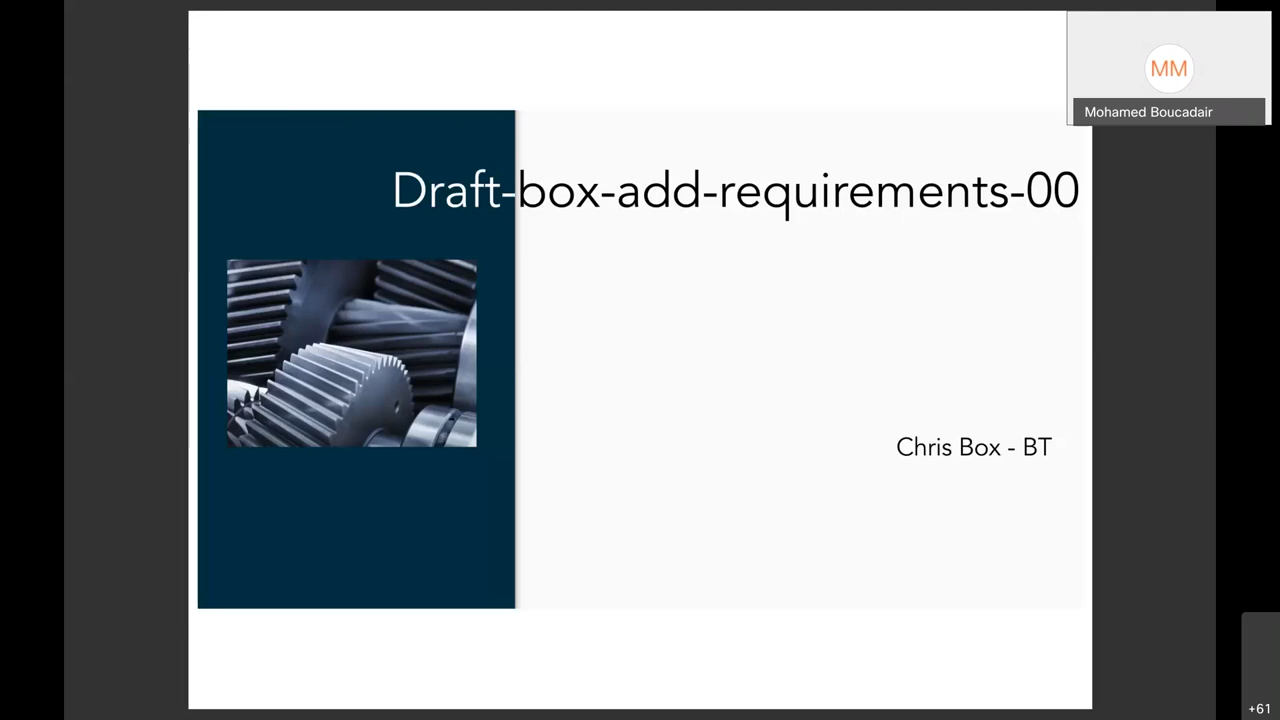 MM
Mohamed Boucadair
Draft-box-add-requirements-00
Chris Box - BT
+61